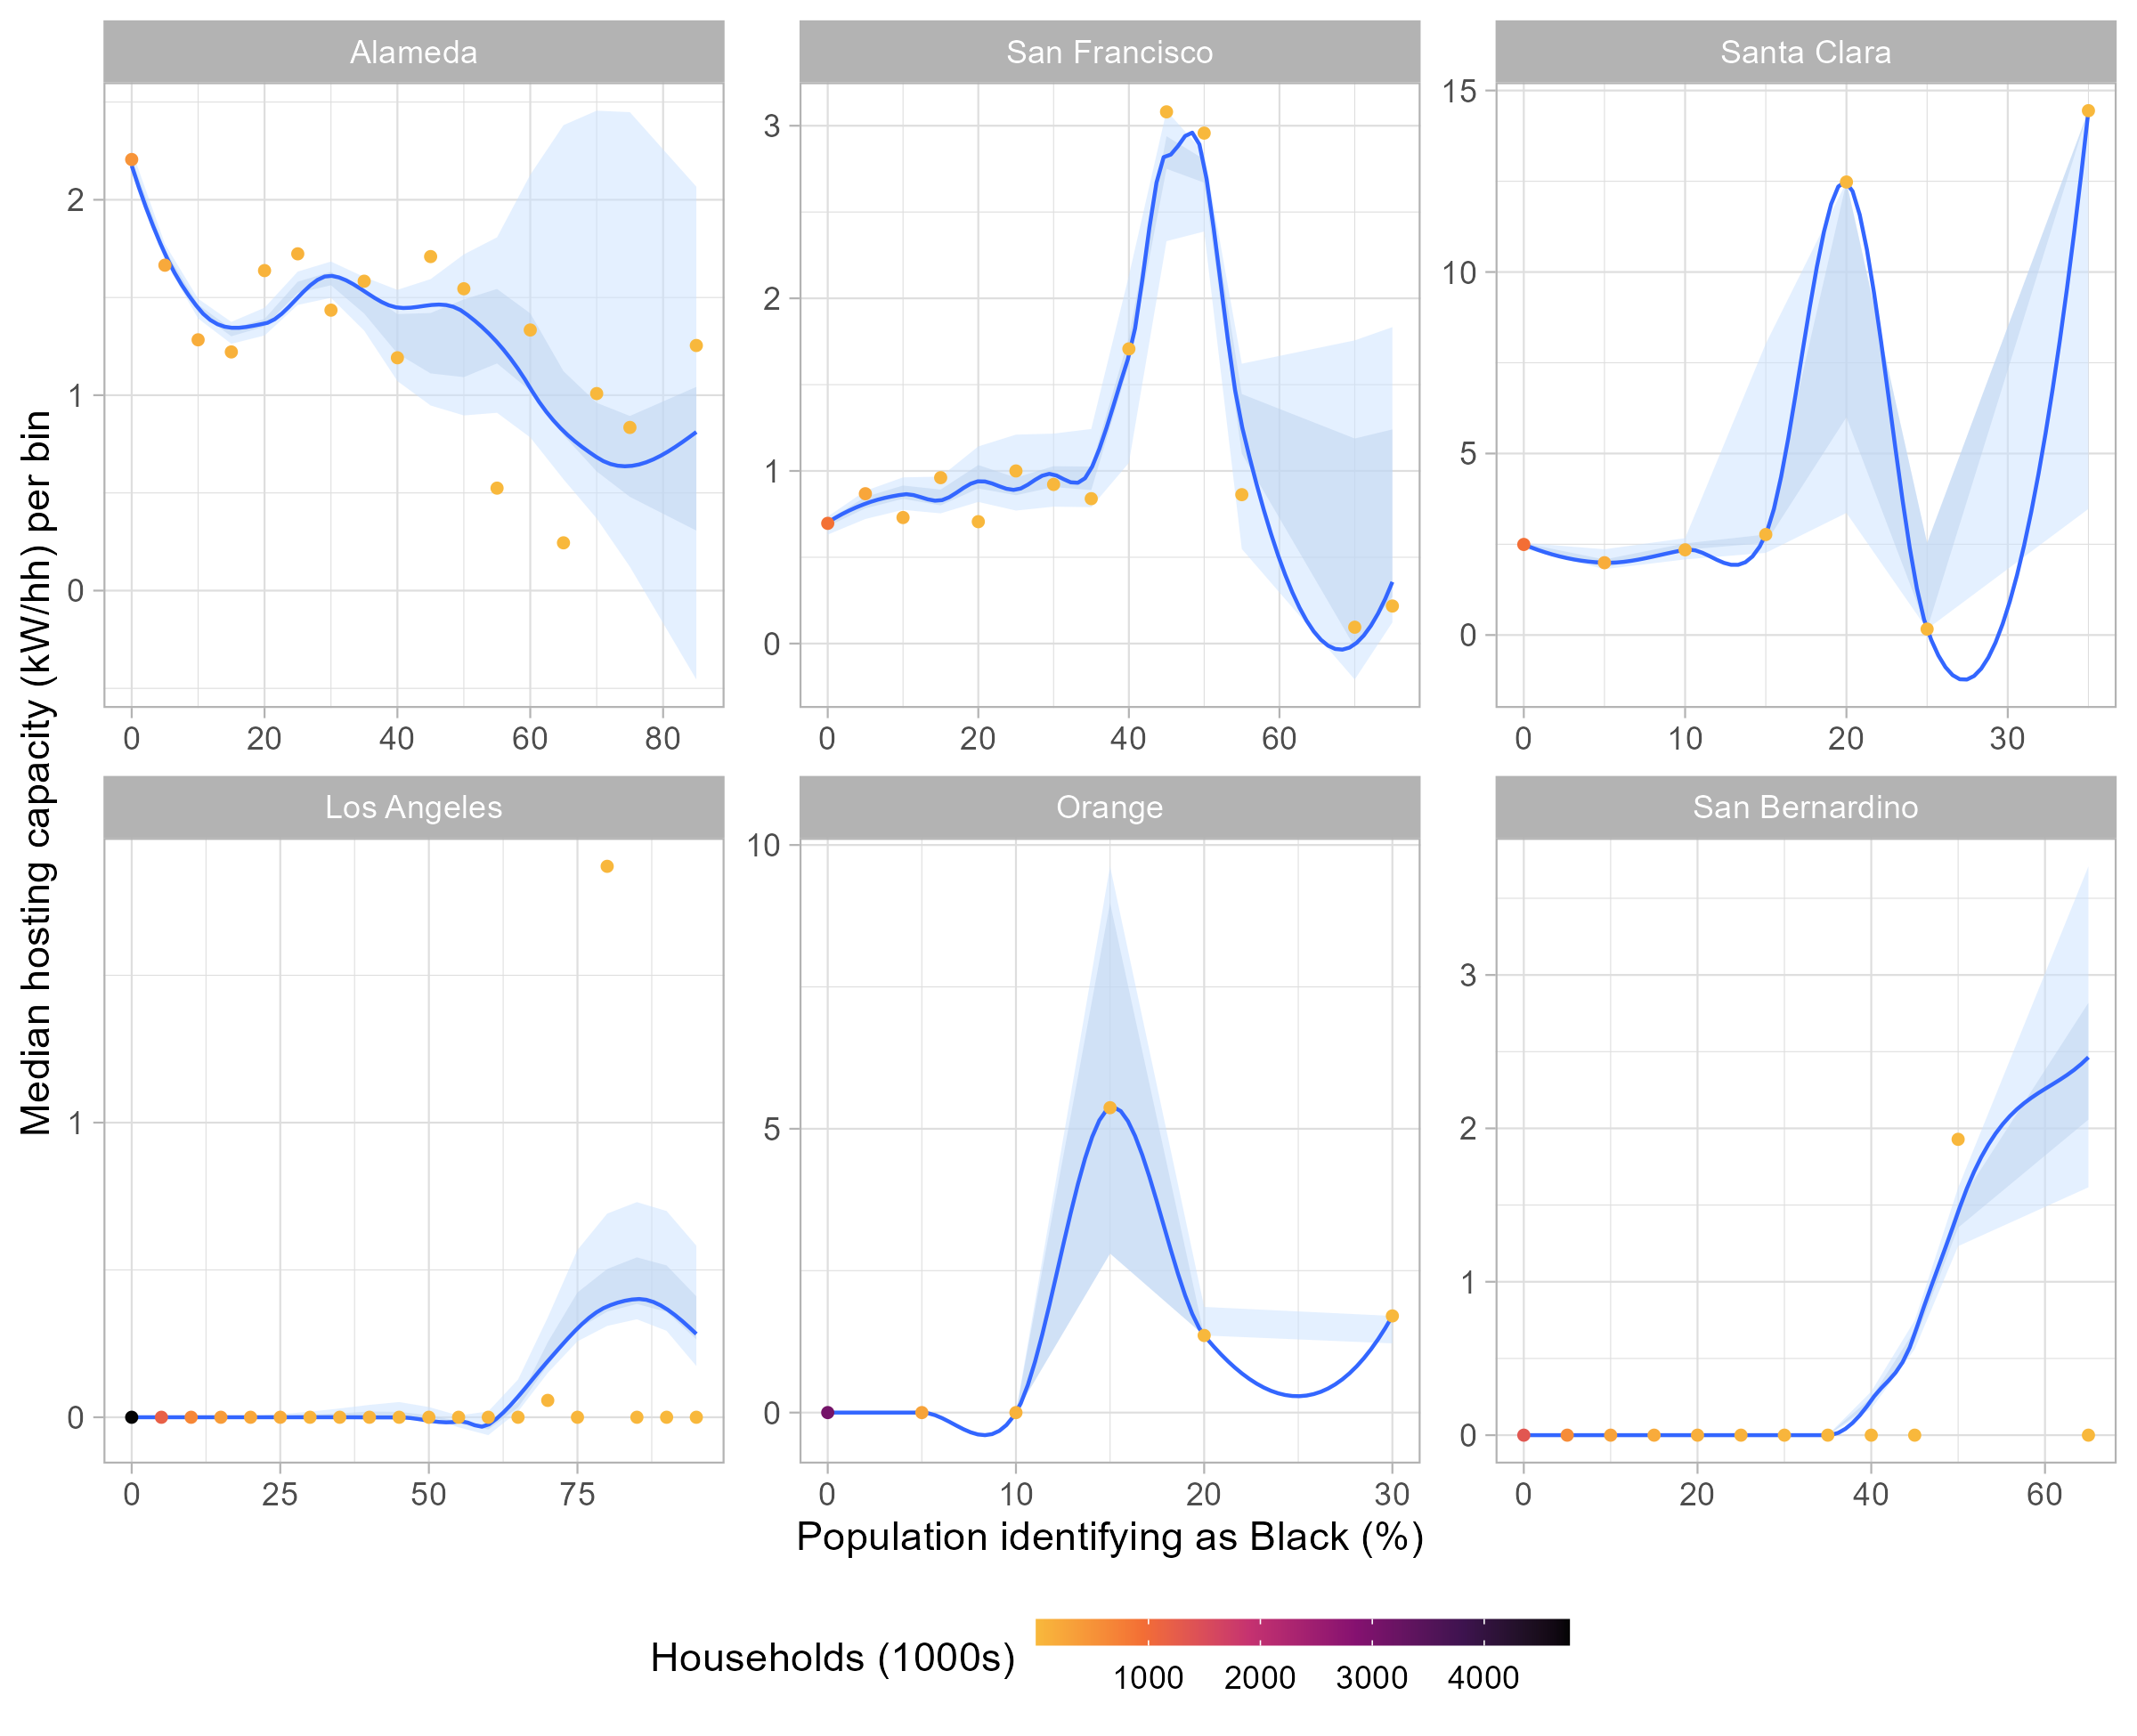 Alameda
San Francisco
Santa Clara
2
1
0
3
2
1
0
15
10
5
0
0 20 40 60 80
0 20 40 60
0 10 20 30
Los Angeles
Orange
San Bernardino
1
0
10
5
0
3
2
1
0
0 25 50 75
0 10 20 30
0 20 40 60
Median hosting capacity (kW/hh) per bin
Population identifying as Black (%)
Households (1000s)
1000 2000 3000 4000